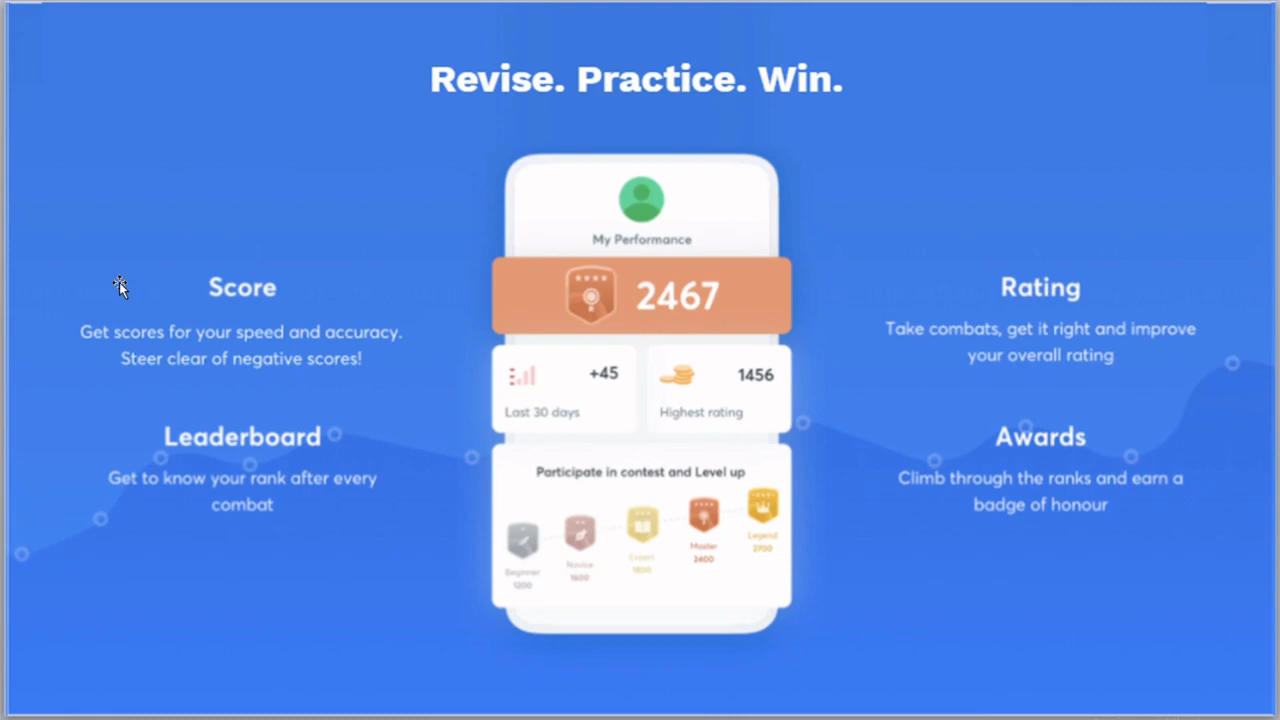 Revise. Practice. Win.
My Performance
2467
+45
Last 30 days
1456
Highest rating
Participate in contest and Level up
Beginner
1200
Novice
1600
Expert
1800
Master
2400
Legend
2700
Score
Get scores for your speed and accuracy.
Steer clear of negative scores!
Leaderboard
Get to know your rank after every
combat
Rating
Take combats, get it right and improve
your overall rating
Awards
Climb through the ranks and earn a
badge of honour